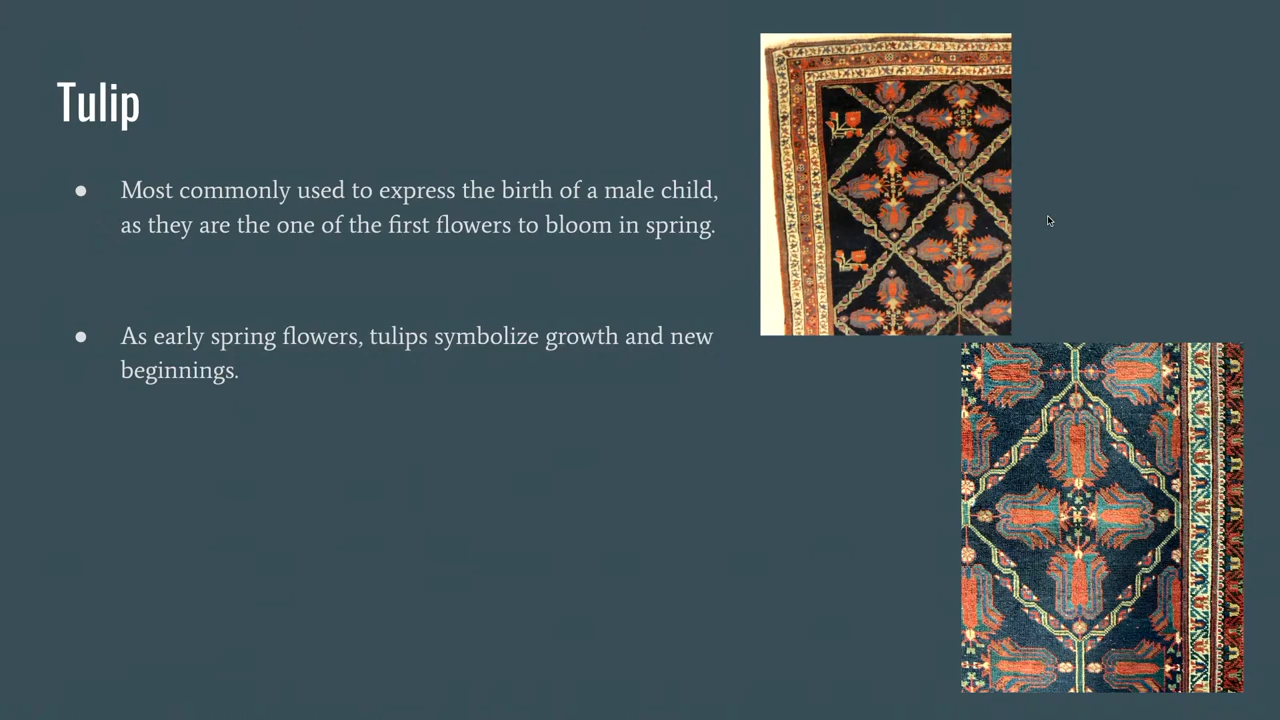 Tulip
● Most commonly used to express the birth of a male child,
as they are the one of the first flowers to bloom in spring.
● As early spring flowers, tulips symbolize growth and new
beginnings.